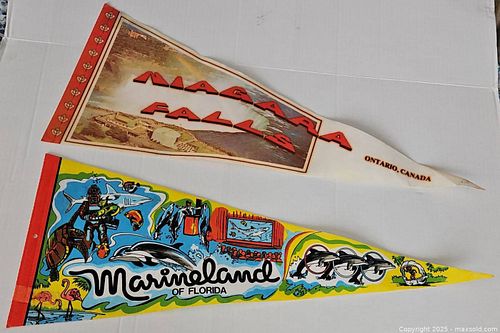 NIAGARA
FALLS
ONTARIO, CANADA
Marineland
OF FLORIDA
Copyright 2025 - maxsold.com